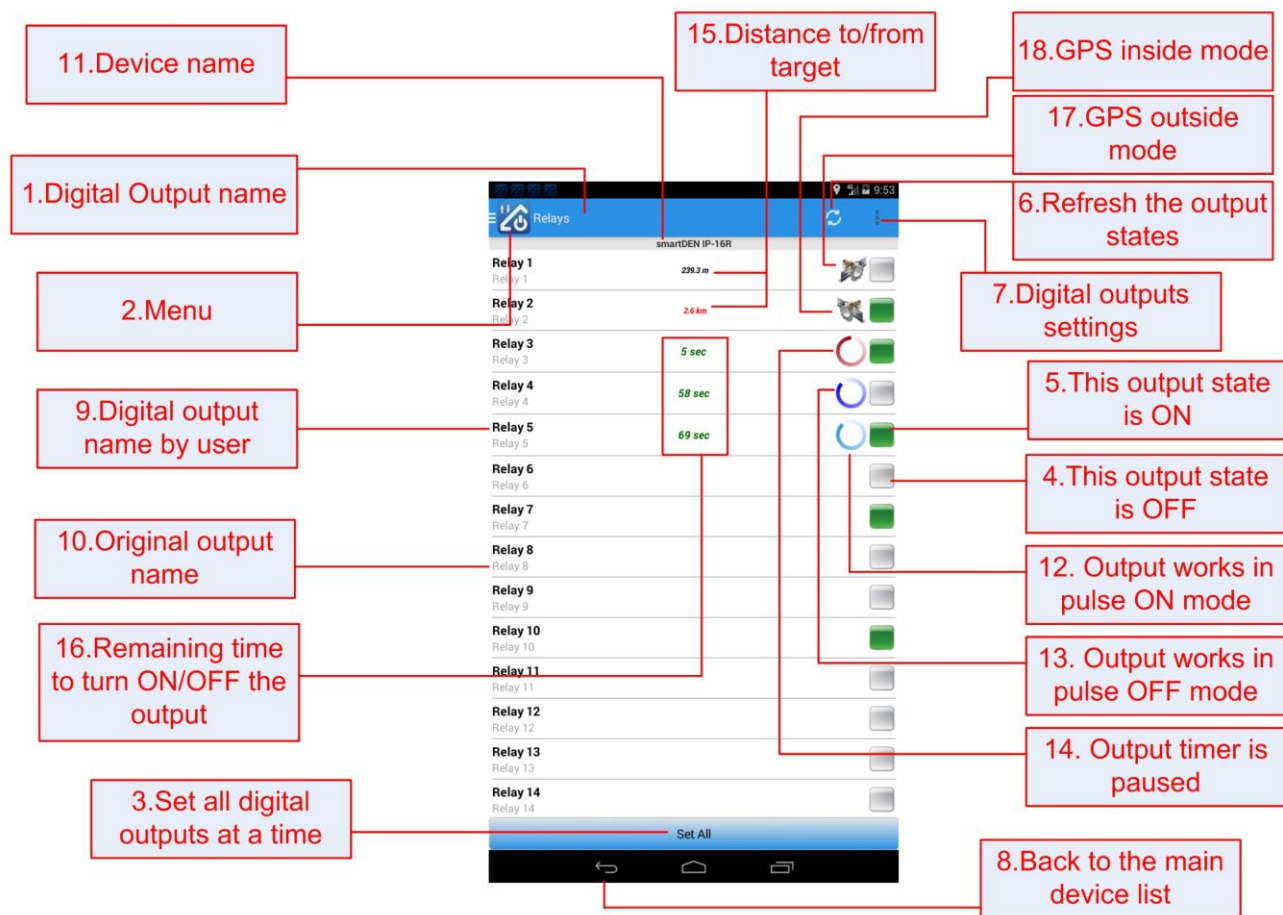 11.Device name
15.Distance to/from
target
18.GPS inside mode
17.GPS outside
mode
1.Digital Output name
6.Refresh the output
states
2.Menu
7.Digital outputs
settings
9.Digital output
name by user
5.This output state
is ON
4.This output state
is OFF
10.Original output
name
12. Output works in
pulse ON mode
16.Remaining time
to turn ON/OFF the
output
13. Output works in
pulse OFF mode
14. Output timer is
paused
3.Set all digital
outputs at a time
8.Back to the main
device list
9:53
Relays
smartDEN IP-16R
Relay 1
Relay 1
239.3 m
Relay 2
Relay 2
2.6 km
Relay 3
Relay 3
5 sec
Relay 4
Relay 4
58 sec
Relay 5
Relay 5
69 sec
Relay 6
Relay 6
Relay 7
Relay 7
Relay 8
Relay 8
Relay 9
Relay 9
Relay 10
Relay 10
Relay 11
Relay 11
Relay 12
Relay 12
Relay 13
Relay 13
Relay 14
Relay 14
Set All